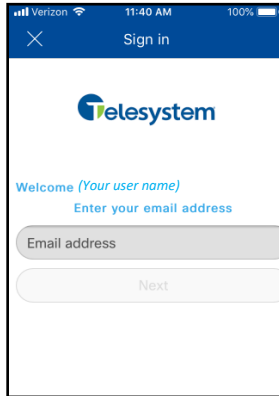 Verizon 11:40 AM 100%
Sign in
Telesystem
Welcome (Your user name)
Enter your email address
Email address
Next